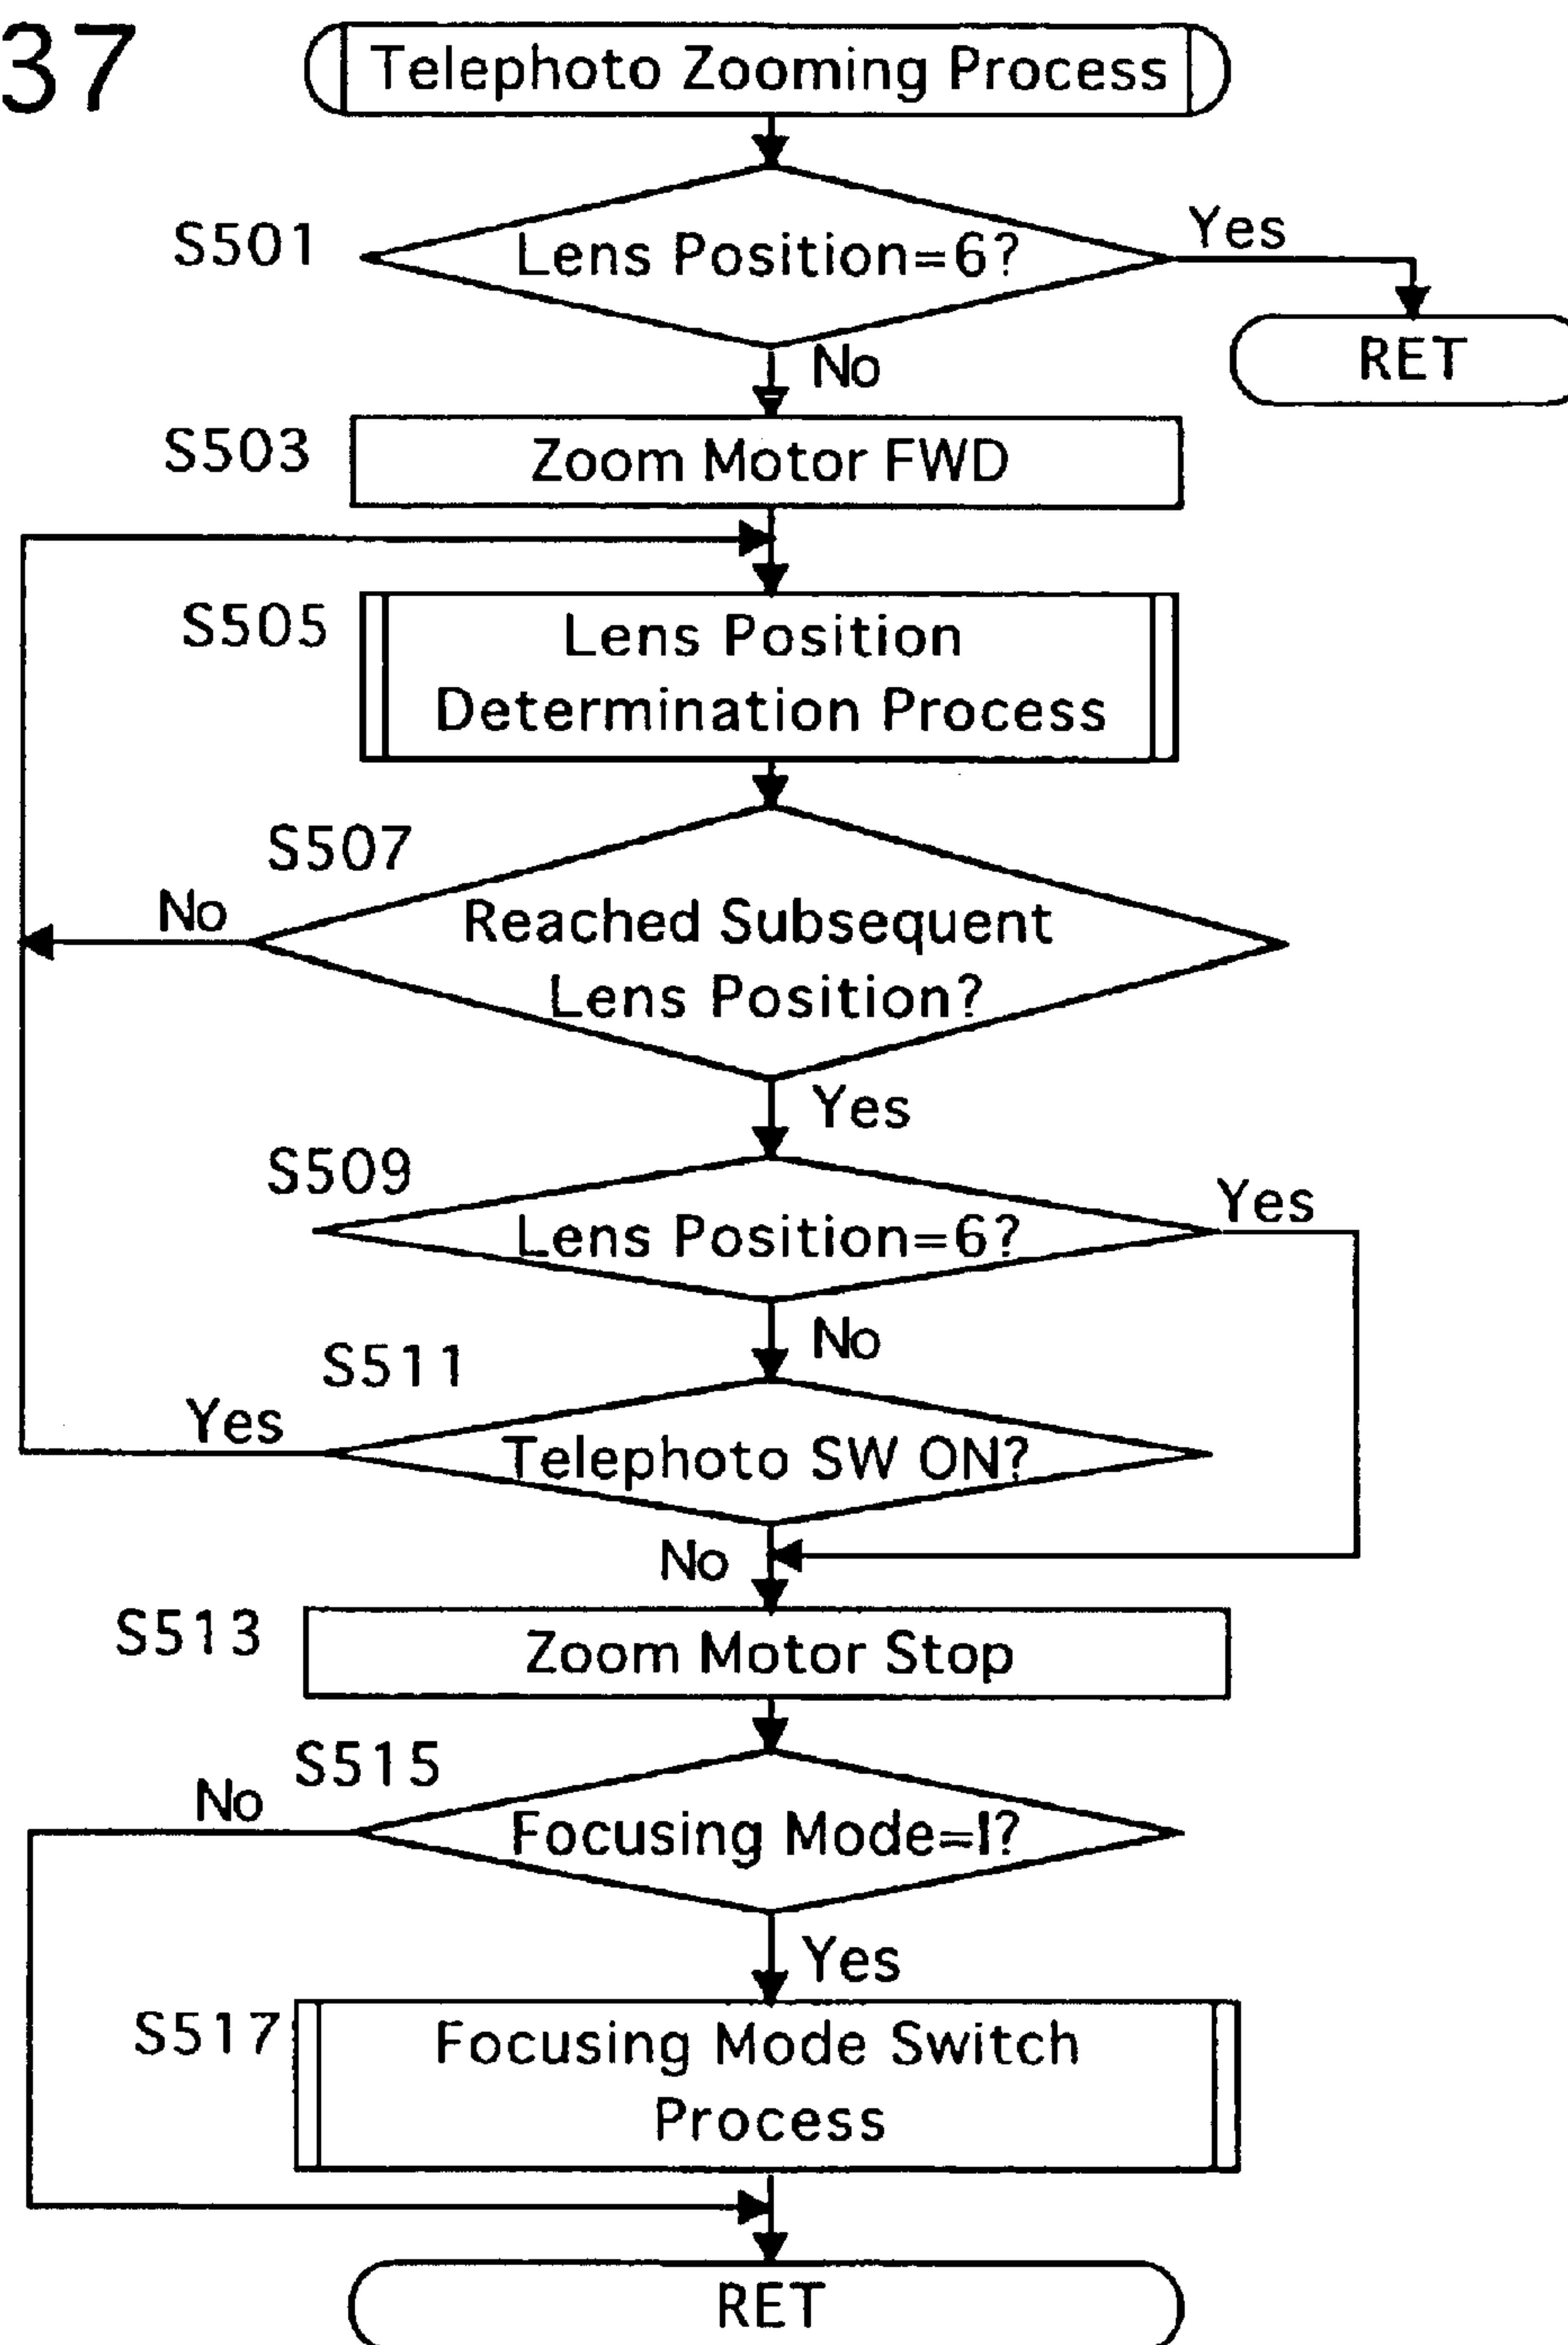 37
Telephoto Zooming Process
S501
Lens Position=6?
Yes
RET
No
S503
Zoom Motor FWD
S505
Lens Position
Determination Process
S507
No
Reached Subsequent
Lens Position?
Yes
S509
Lens Position=6?
Yes
No
S511
Yes
Telephoto SW ON?
No
S513
Zoom Motor Stop
S515
No
Focusing Mode=I?
Yes
S517
Focusing Mode Switch
Process
RET